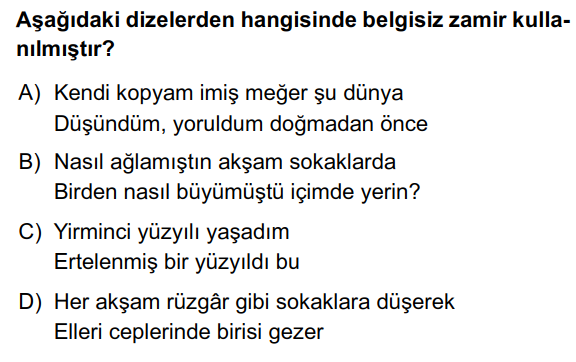 Aşağıdaki dizelerden hangisinde belgisiz zamir kulla-
nılmıştır?
A) Kendi kopyam imiş meğer şu dünya
Düşündüm, yoruldum doğmadan önce
B) Nasıl ağlamıştın akşam sokaklarda
Birden nasıl büyümüştü içimde yerin?
C) Yirminci yüzyılı yaşadım
Ertelenmiş bir yüzyıldı bu
D) Her akşam rüzgâr gibi sokaklara düşerek
Elleri ceplerinde birisi gezer